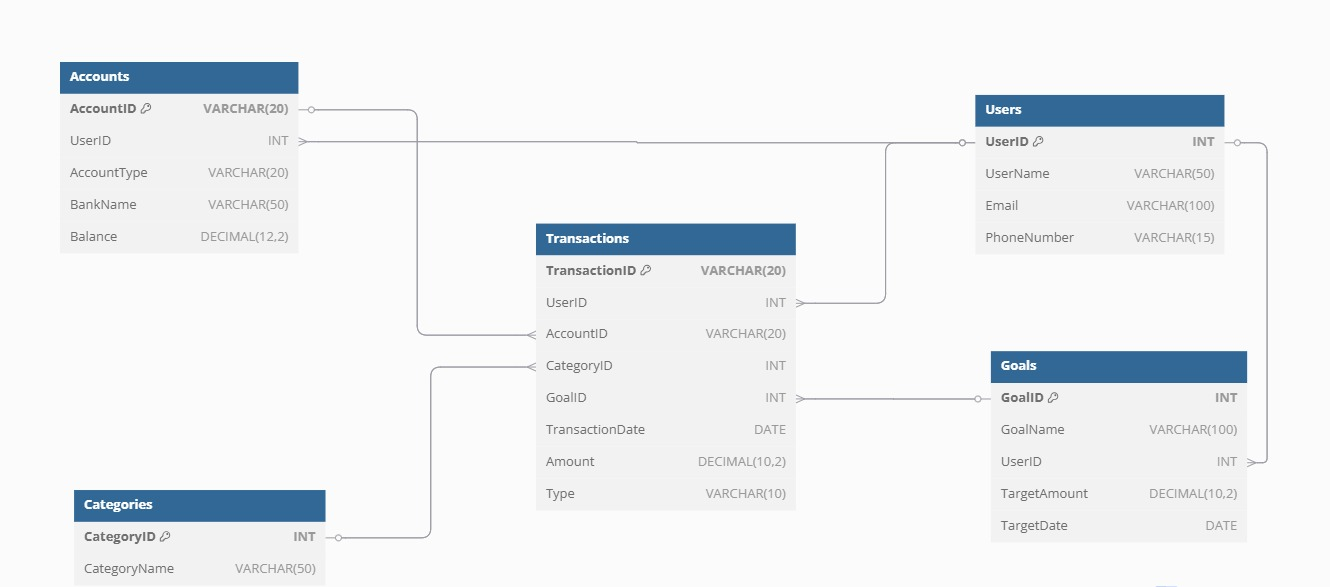 Accounts
AccountID VARCHAR(20)
UserID INT
AccountType VARCHAR(20)
BankName VARCHAR(50)
Balance DECIMAL(12,2)
Users
UserID INT
UserName VARCHAR(50)
Email VARCHAR(100)
PhoneNumber VARCHAR(15)
Transactions
TransactionID VARCHAR(20)
UserID INT
AccountID VARCHAR(20)
CategoryID INT
GoalID INT
TransactionDate DATE
Amount DECIMAL(10,2)
Type VARCHAR(10)
Goals
GoalID INT
GoalName VARCHAR(100)
UserID INT
TargetAmount DECIMAL(10,2)
TargetDate DATE
Categories
CategoryID INT
CategoryName VARCHAR(50)